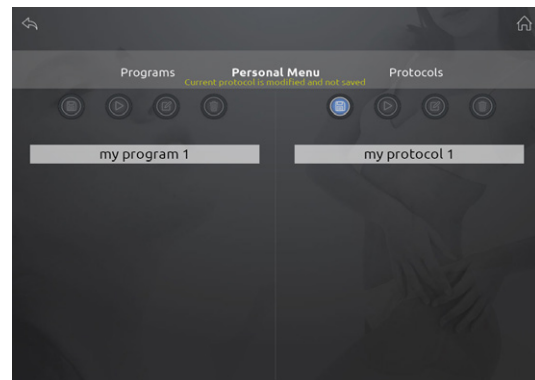 Programs Personal Menu Protocols
Current protocol is modified and not saved
my program 1 my protocol 1